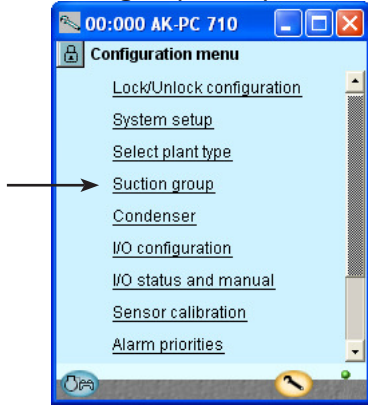 00:000 AK-PC 710
Configuration menu
Lock/Unlock configuration
System setup
Select plant type
Suction group
Condenser
I/O configuration
I/O status and manual
Sensor calibration
Alarm priorities